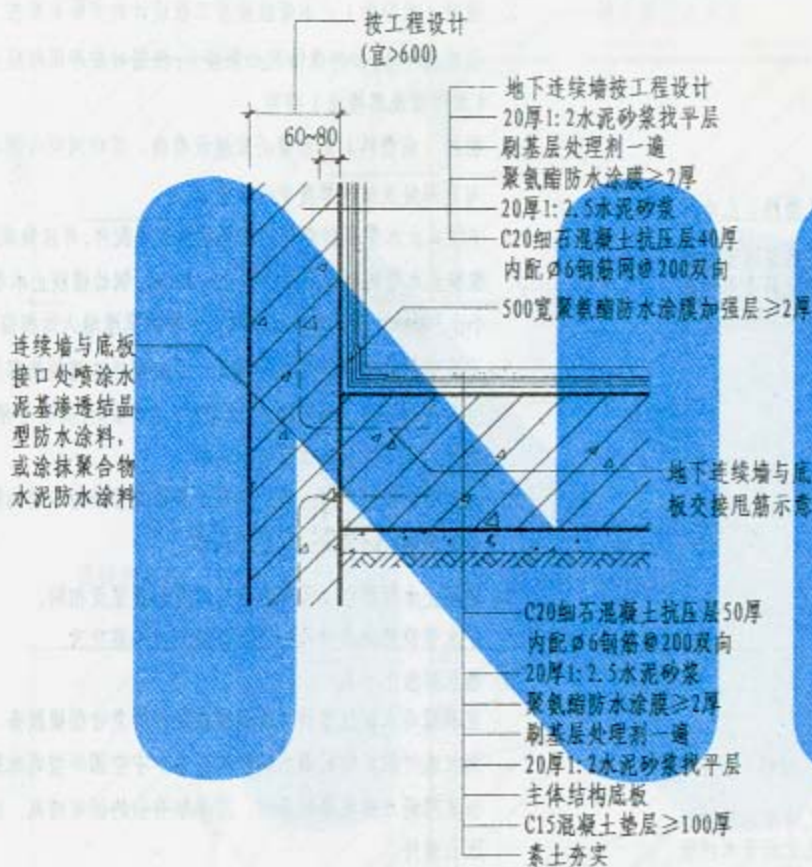 按工程设计
(宜>600)
60~80
地下连续墙按工程设计
20厚1:2水泥砂浆找平层
刷基层处理剂一遍
聚氨酯防水涂膜≥2厚
20厚1:2.5水泥砂浆
C20细石混凝土抗压层40厚
内配Φ6钢筋网@200双向
500宽聚氨酯防水涂膜加强层≥2厚
连续墙与底板
接口处喷涂水
泥基渗透结晶
型防水涂料,
或涂抹聚合物
水泥防水涂料
地下连续墙与底
板交接甩筋示意
C20细石混凝土抗压层50厚
内配Φ6钢筋@200双向
20厚1:2.5水泥砂浆
聚氨酯防水涂膜≥2厚
刷基层处理剂一遍
20厚1:2水泥砂浆找平层
主体结构底板
C15混凝土垫层≥100厚
素土夯实